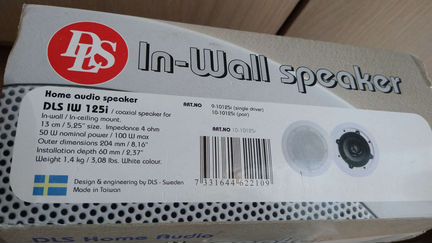 DLS
In-Wall speaker
Home audio speaker
DLS IW 125i / coaxial speaker for
In-wall / In-ceiling mount.
13 cm / 5,25" size. Impedance 4 ohm
50 W nominal power / 100 W max
Outer dimensions 204 mm / 8,16"
Installation depth 60 mm / 2,37"
Weight 1,4 kg / 3,08 lbs. White colour.
Design & engineering by DLS - Sweden
Made in Taiwan
ART.NO 9-10125i (single driver)
10-10125i (pair)
ART.NO 10-10125i
7 331644 622109
DLS Home Audio